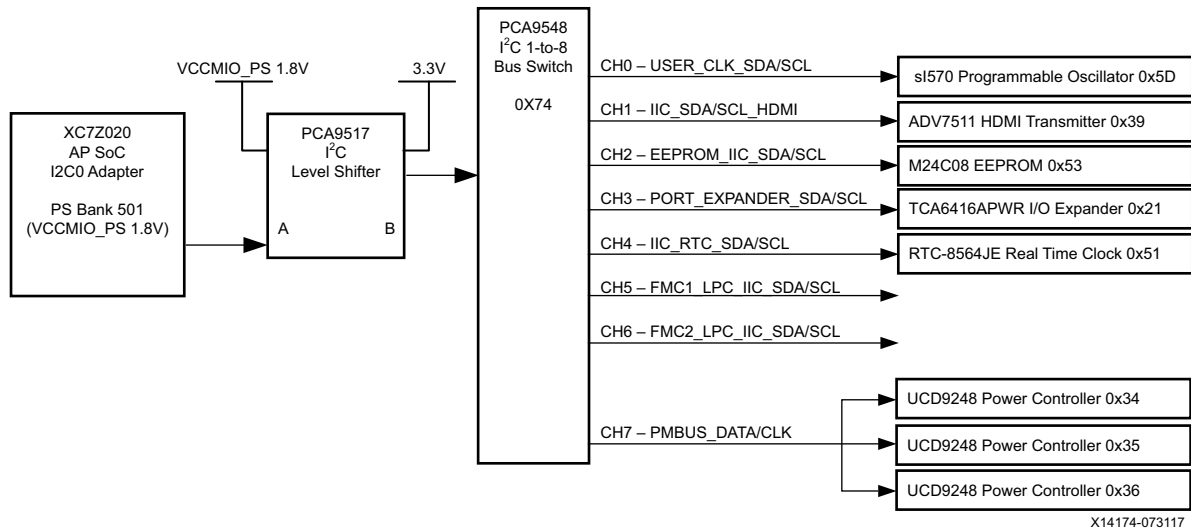 PCA9548
I2C 1-to-8
Bus Switch
0X74
VCCMIO_PS 1.8V
3.3V
XC7Z020
AP SoC
I2C0 Adapter
PS Bank 501
(VCCMIO_PS 1.8V)
PCA9517
I2C
Level Shifter
A
B
CH0 – USER_CLK_SDA/SCL
sI570 Programmable Oscillator 0x5D
CH1 – IIC_SDA/SCL_HDMI
ADV7511 HDMI Transmitter 0x39
CH2 – EEPROM_IIC_SDA/SCL
M24C08 EEPROM 0x53
CH3 – PORT_EXPANDER_SDA/SCL
TCA6416APWR I/O Expander 0x21
CH4 – IIC_RTC_SDA/SCL
RTC-8564JE Real Time Clock 0x51
CH5 – FMC1_LPC_IIC_SDA/SCL
CH6 – FMC2_LPC_IIC_SDA/SCL
CH7 – PMBUS_DATA/CLK
UCD9248 Power Controller 0x34
UCD9248 Power Controller 0x35
UCD9248 Power Controller 0x36
X14174-073117